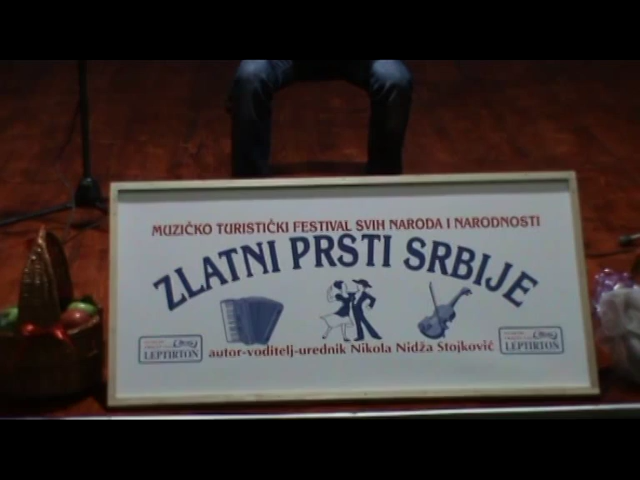 MUZIČKO TURISTIČKI FESTIVAL SVIH NARODA I NARODNOSTI
ZLATNI PRSTI SRBIJE
autor-voditelj-urednik Nikola Nidža Stojković
LEPTIRTON
LEPTIRTON